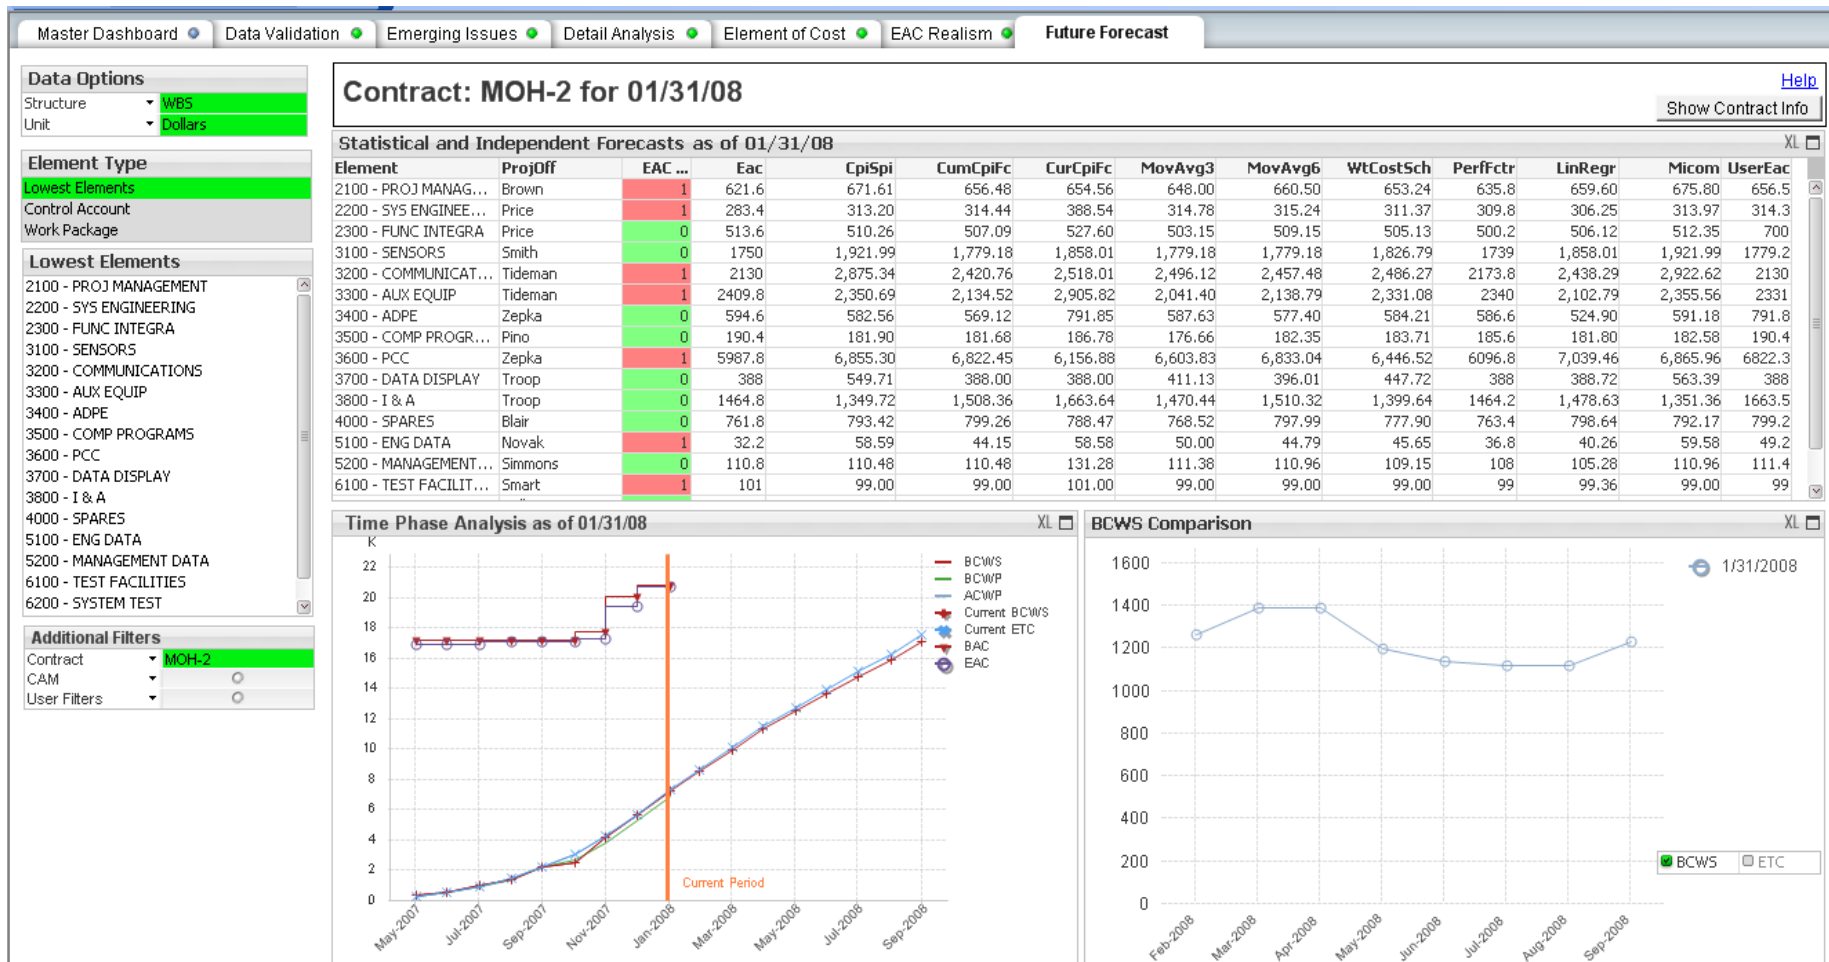 Master Dashboard Data Validation Emerging Issues Detail Analysis Element of Cost EAC Realism Future Forecast
Data Options
Structure WBS
Unit Dollars
Element Type
Lowest Elements
Control Account
Work Package
Lowest Elements
2100 - PROJ MANAGEMENT
2200 - SYS ENGINEERING
2300 - FUNC INTEGRA
3100 - SENSORS
3200 - COMMUNICATIONS
3300 - AUX EQUIP
3400 - ADPE
3500 - COMP PROGRAMS
3600 - PCC
3700 - DATA DISPLAY
3800 - I & A
4000 - SPARES
5100 - ENG DATA
5200 - MANAGEMENT DATA
6100 - TEST FACILITIES
6200 - SYSTEM TEST
Additional Filters
Contract MOH-2
CAM
User Filters
Contract: MOH-2 for 01/31/08
Help
Show Contract Info
Statistical and Independent Forecasts as of 01/31/08 XL
Element ProjOff EAC ... Eac CpiSpi CumCpiFc CurCpiFc MovAvg3 MovAvg6 WtCostSch PerfFctr LinRegr Micom UserEac
2100 - PROJ MANAG... Brown 1 621.6 671.61 656.48 654.56 648.00 660.50 653.24 635.8 659.60 675.80 656.5
2200 - SYS ENGINEE... Price 1 283.4 313.20 314.44 388.54 314.78 315.24 311.37 309.8 306.25 313.97 314.3
2300 - FUNC INTEGRA Price 0 513.6 510.26 507.09 527.60 503.15 509.15 505.13 500.2 506.12 512.35 700
3100 - SENSORS Smith 0 1750 1,921.99 1,779.18 1,858.01 1,779.18 1,779.18 1,826.79 1739 1,858.01 1,921.99 1779.2
3200 - COMMUNICAT... Tideman 1 2130 2,875.34 2,420.76 2,518.01 2,496.12 2,457.48 2,486.27 2173.8 2,438.29 2,922.62 2130
3300 - AUX EQUIP Tideman 1 2409.8 2,350.69 2,134.52 2,905.82 2,041.40 2,138.79 2,331.08 2340 2,102.79 2,355.56 2331
3400 - ADPE Zepka 0 594.6 582.56 569.12 791.85 587.63 577.40 584.21 586.6 524.90 591.18 791.8
3500 - COMP PROGR... Pino 0 190.4 181.90 181.68 186.78 176.66 182.35 183.71 185.6 181.80 182.58 190.4
3600 - PCC Zepka 1 5987.8 6,855.30 6,822.45 6,156.88 6,603.83 6,833.04 6,446.52 6096.8 7,039.46 6,865.96 6822.3
3700 - DATA DISPLAY Troop 0 388 549.71 388.00 388.00 411.13 396.01 447.72 388 388.72 563.39 388
3800 - I & A Troop 0 1464.8 1,349.72 1,508.36 1,663.64 1,470.44 1,510.32 1,399.64 1464.2 1,478.63 1,351.36 1663.5
4000 - SPARES Blair 0 761.8 793.42 799.26 788.47 768.52 797.99 777.90 763.4 798.64 792.17 799.2
5100 - ENG DATA Novak 1 32.2 58.59 44.15 58.58 50.00 44.79 45.65 36.8 40.26 59.58 49.2
5200 - MANAGEMENT... Simmons 0 110.8 110.48 110.48 131.28 111.38 110.96 109.15 108 105.28 110.96 111.4
6100 - TEST FACILIT... Smart 1 101 99.00 99.00 101.00 99.00 99.00 99.00 99 99.36 99.00 99
Time Phase Analysis as of 01/31/08 XL
K
22
20
18
16
14
12
10
8
6
4
2
0
May-2007 Jul-2007 Sep-2007 Nov-2007 Jan-2008 Mar-2008 May-2008 Jul-2008 Sep-2008
Current Period
BCWS
BCWP
ACWP
Current BCWS
Current ETC
BAC
EAC
BCWS Comparison XL
1600
1400
1200
1000
800
600
400
200
0
Feb-2008 Mar-2008 Apr-2008 May-2008 Jun-2008 Jul-2008 Aug-2008 Sep-2008
1/31/2008
BCWS ETC